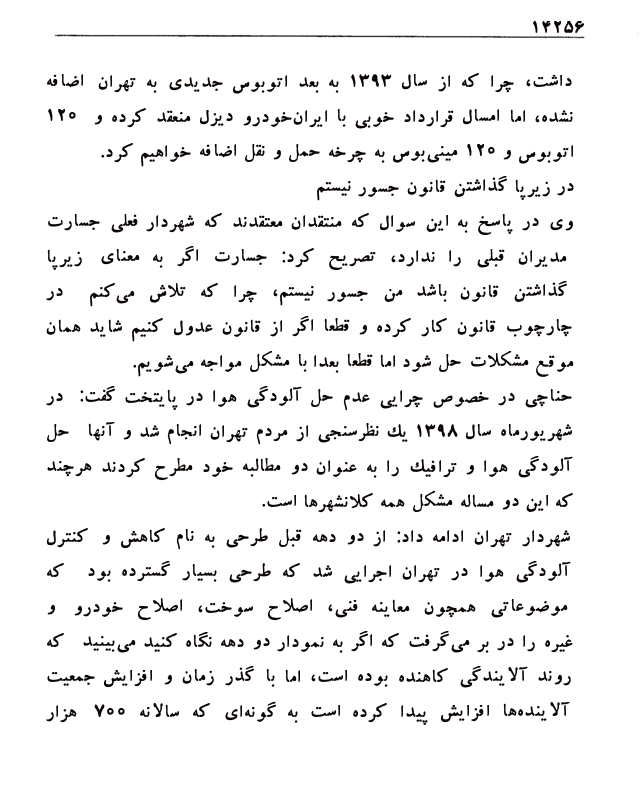 ۱۴۲۵۶
داشت، چرا که از سال ۱۳۹۳ به بعد اتوبوس جدیدی به تهران اضافه
نشده، اما امسال قرارداد خوبی با ایران‌خودرو دیزل منعقد کرده و ۱۲۰
اتوبوس و ۱۲۰ مینی‌بوس به چرخه حمل و نقل اضافه خواهیم کرد.
در زیرپا گذاشتن قانون جسور نیستم
وی در پاسخ به این سوال که منتقدان معتقدند که شهردار فعلی جسارت
مدیران قبلی را ندارد، تصریح کرد: جسارت اگر به معنای زیرپا
گذاشتن قانون باشد من جسور نیستم، چرا که تلاش می‌کنم در
چارچوب قانون کار کرده و قطعا اگر از قانون عدول کنیم شاید همان
موقع مشکلات حل شود اما قطعا بعدا با مشکل مواجه می‌شویم.
حناچی در خصوص چرایی عدم حل آلودگی هوا در پایتخت گفت: در
شهریورماه سال ۱۳۹۸ یك نظرسنجی از مردم تهران انجام شد و آنها حل
آلودگی هوا و ترافیك را به عنوان دو مطالبه خود مطرح کردند هرچند
که این دو مساله مشکل همه کلانشهرها است.
شهردار تهران ادامه داد: از دو دهه قبل طرحی به نام کاهش و کنترل
آلودگی هوا در تهران اجرایی شد که طرحی بسیار گسترده بود که
موضوعاتی همچون معاینه فنی، اصلاح سوخت، اصلاح خودرو و
غیره را در بر می‌گرفت که اگر به نمودار دو دهه نگاه کنید می‌بینید که
روند آلایندگی کاهنده بوده است، اما با گذر زمان و افزایش جمعیت
آلاینده‌ها افزایش پیدا کرده است به گونه‌ای که سالانه ۷۰۰ هزار